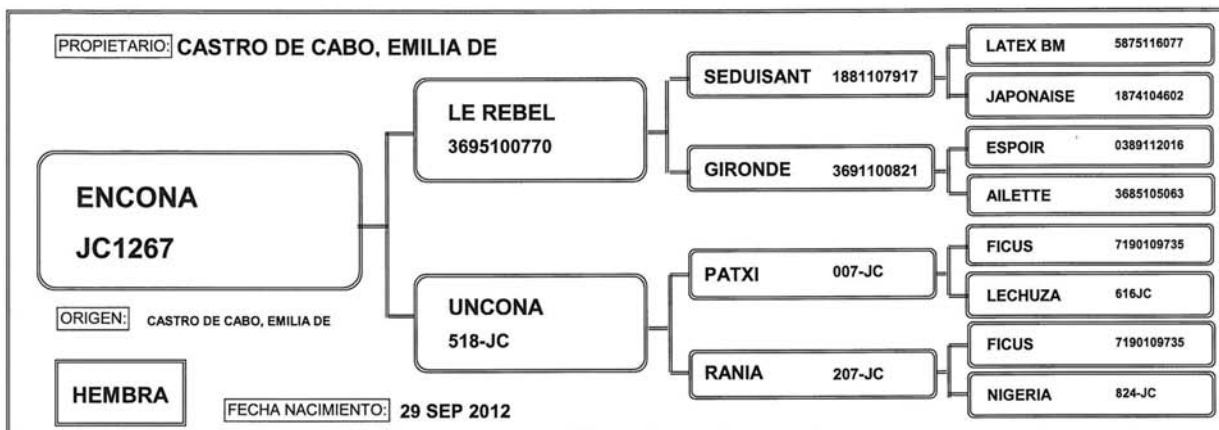 PROPIETARIO: CASTRO DE CABO, EMILIA DE
ENCONA
JC1267
ORIGEN: CASTRO DE CABO, EMILIA DE
HEMBRA
FECHA NACIMIENTO: 29 SEP 2012
LE REBEL
3695100770
UNCONA
518-JC
SEDUISANT 1881107917
GIRONDE 3691100821
PATXI 007-JC
RANIA 207-JC
LATEX BM 5875116077
JAPONAISE 1874104602
ESPOIR 0389112016
AILETTE 3685105063
FICUS 7190109735
LECHUZA 616JC
FICUS 7190109735
NIGERIA 824-JC